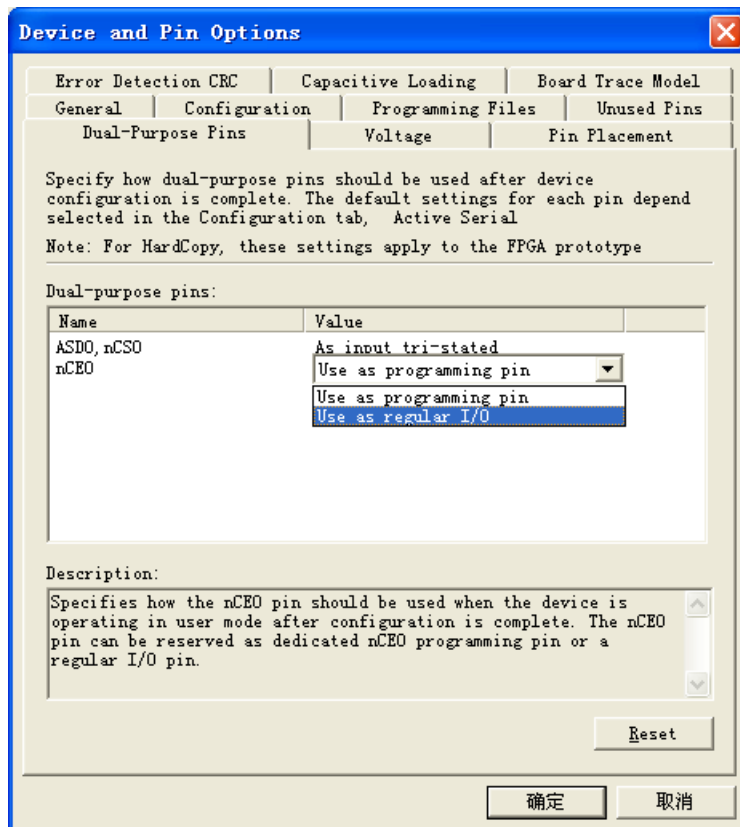 Device and Pin Options
Error Detection CRC
Capacitive Loading
Board Trace Model
General
Configuration
Programming Files
Unused Pins
Dual-Purpose Pins
Voltage
Pin Placement
Specify how dual-purpose pins should be used after device
configuration is complete. The default settings for each pin depend
selected in the Configuration tab, Active Serial
Note: For HardCopy, these settings apply to the FPGA prototype
Dual-purpose pins:
Name Value
ASDO, nCSO As input tri-stated
nCEO Use as programming pin
Use as programming pin
Use as regular I/O
Description:
Specifies how the nCEO pin should be used when the device is
operating in user mode after configuration is complete. The nCEO
pin can be reserved as dedicated nCEO programming pin or a
regular I/O pin.
Reset
确定 取消